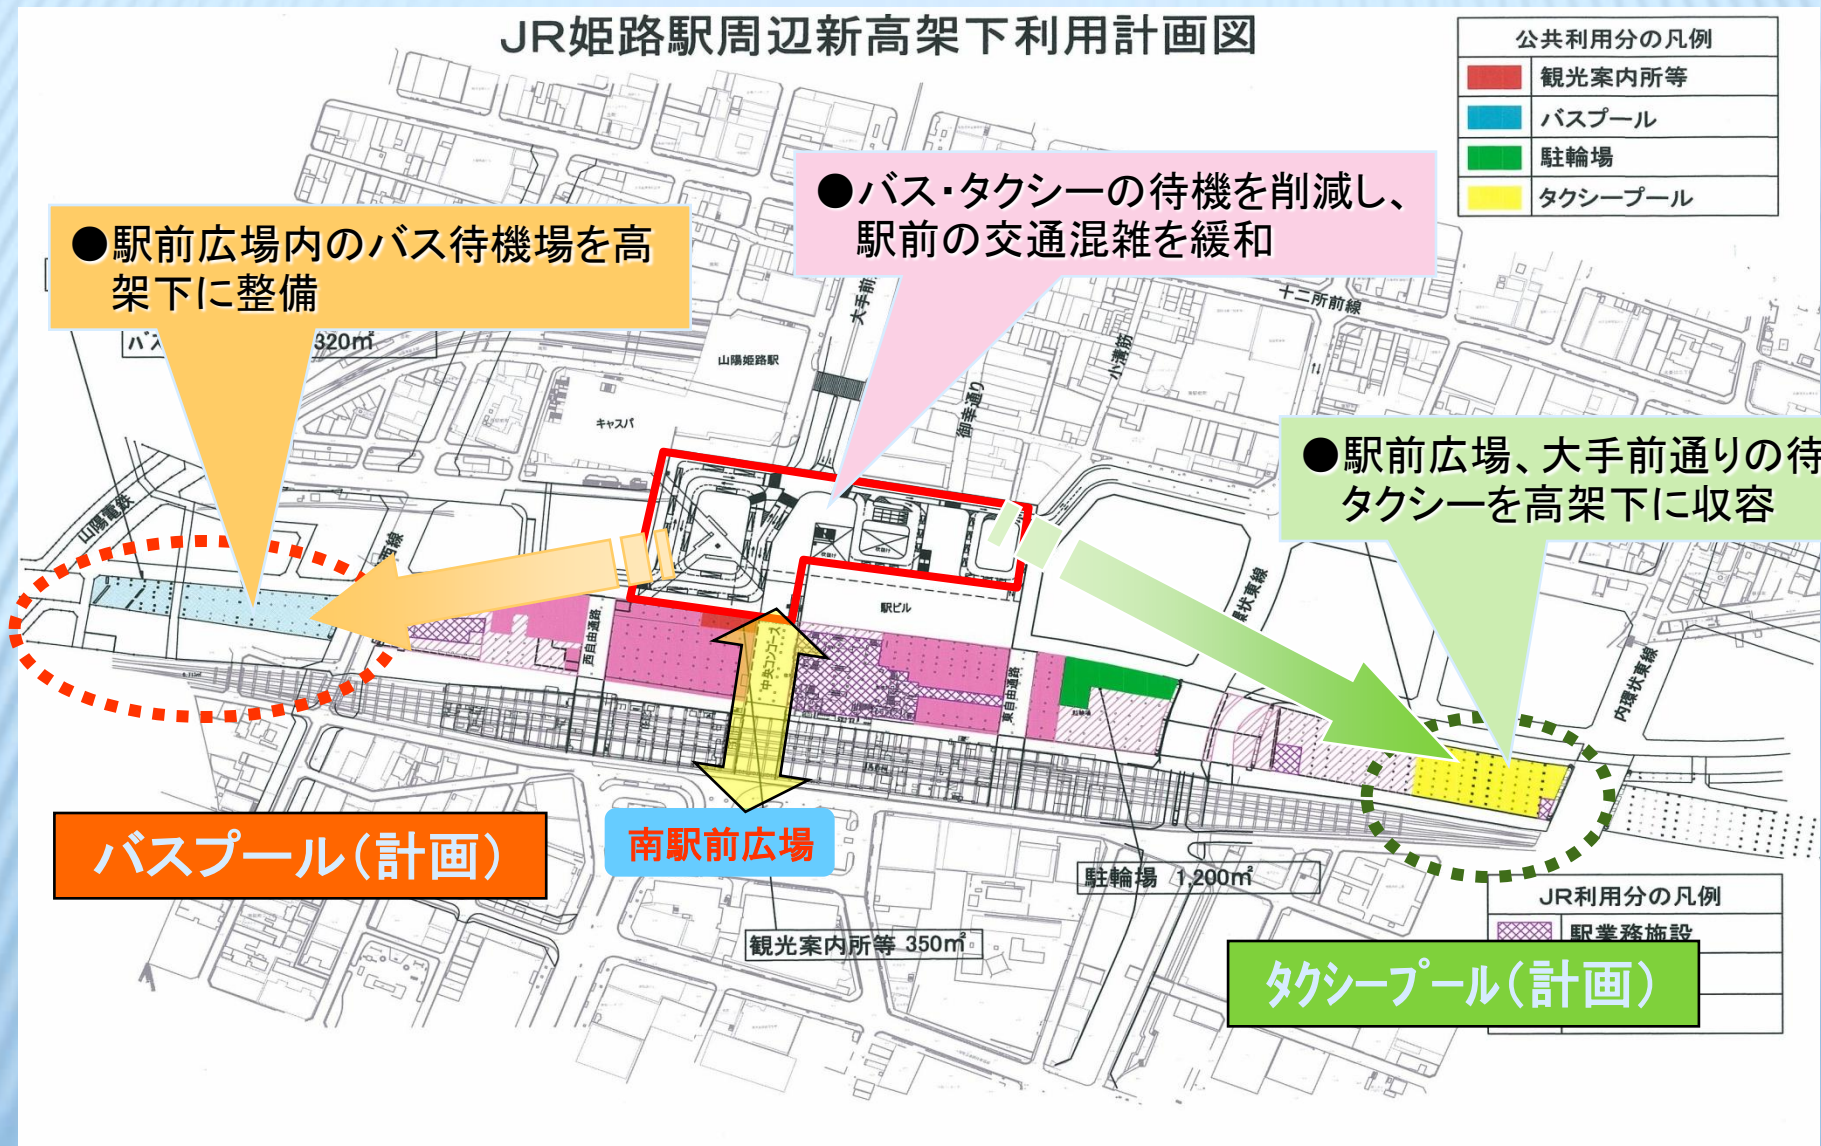 JR姫路駅周辺新高架下利用計画図
公共利用分の凡例
観光案内所等
バスプール
駐輪場
タクシープール
●バス・タクシーの待機を削減し、
駅前の交通混雑を緩和
●駅前広場内のバス待機場を高
架下に整備
320㎡
大手前
十二所前線
小溝筋
御幸通り
山陽姫路駅
キャスパ
●駅前広場、大手前通りの待
タクシーを高架下に収容
山陽電鉄
西線
駅ビル
西自由通路
中央コンコース
東自由通路
駐輪場
環状東線
内環状東線
バスプール(計画)
南駅前広場
駐輪場 1,200㎡
観光案内所等 350㎡
JR利用分の凡例
駅業務施設
タクシープール(計画)